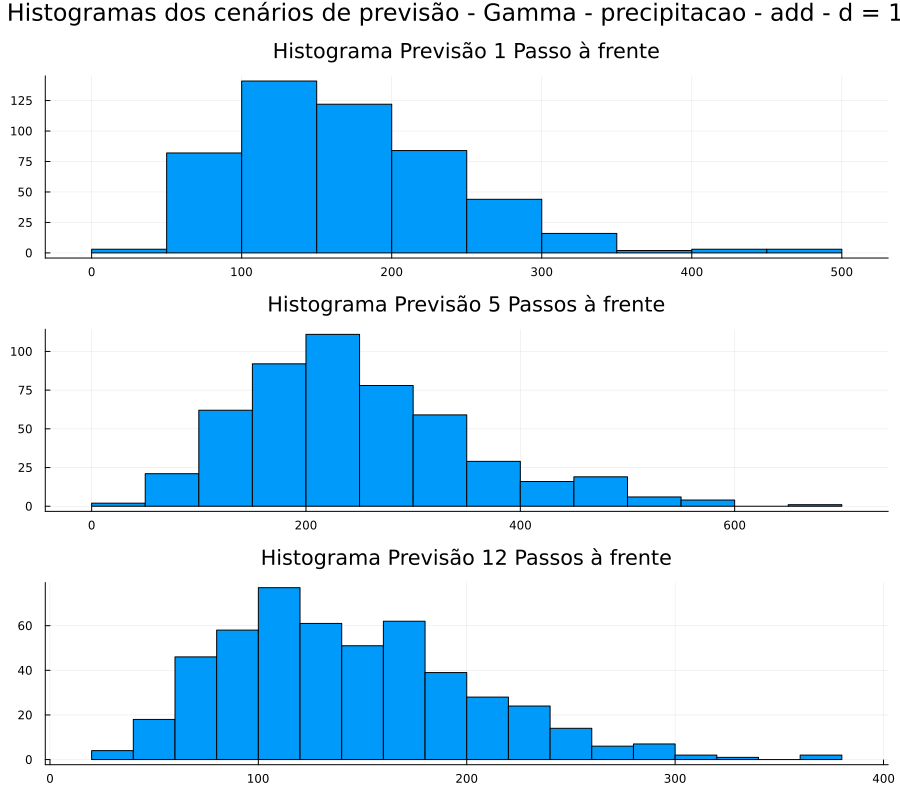 Histogramas dos cenários de previsão - Gamma - precipitacao - add - d = 1
Histograma Previsão 1 Passo à frente
125
100
75
50
25
0
0 100 200 300 400 500
Histograma Previsão 5 Passos à frente
100
75
50
25
0
0 200 400 600
Histograma Previsão 12 Passos à frente
60
40
20
0
0 100 200 300 400